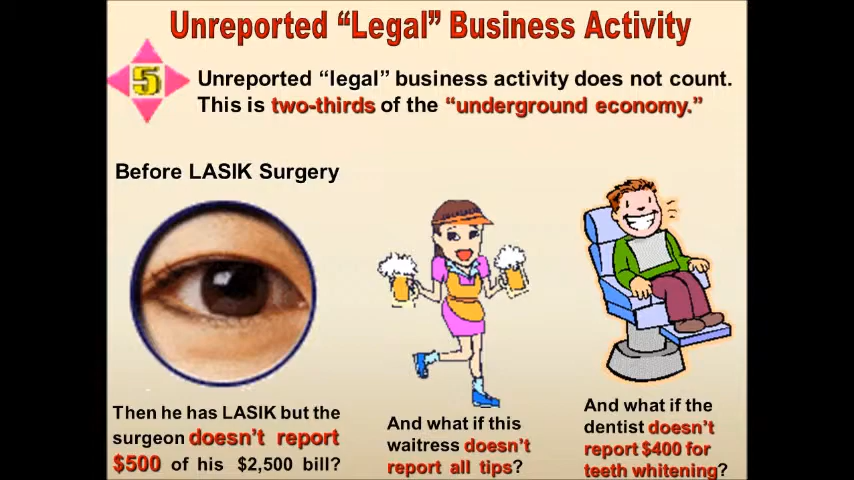 Unreported “Legal” Business Activity
5
Unreported “legal” business activity does not count.
This is two-thirds of the “underground economy.”
Before LASIK Surgery
Then he has LASIK but the
surgeon doesn’t report
$500 of his $2,500 bill?
And what if this
waitress doesn’t
report all tips?
And what if the
dentist doesn’t
report $400 for
teeth whitening?